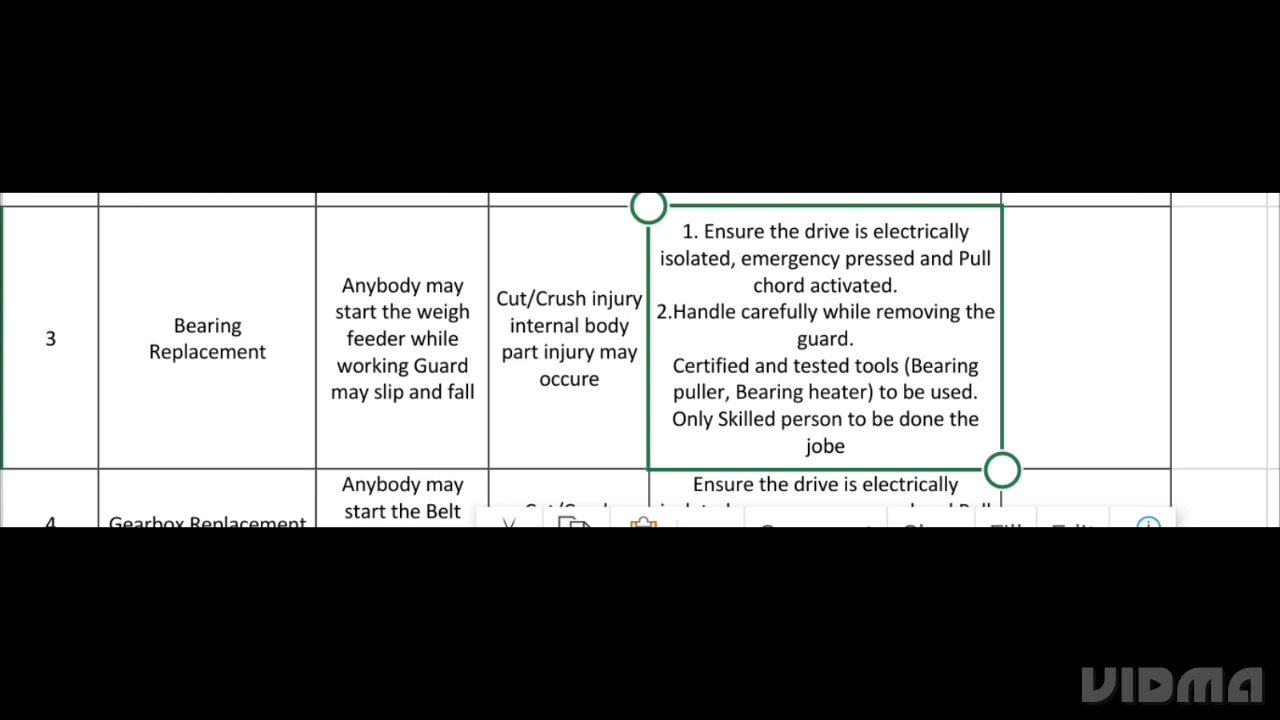 3
Bearing
Replacement
Anybody may
start the weigh
feeder while
working Guard
may slip and fall
Cut/Crush injury
internal body
part injury may
occure
1. Ensure the drive is electrically
isolated, emergency pressed and Pull
chord activated.
2.Handle carefully while removing the
guard.
Certified and tested tools (Bearing
puller, Bearing heater) to be used.
Only Skilled person to be done the
jobe
4
Gearbox Replacement
Anybody may
start the Belt
Ensure the drive is electrically
VIDMA